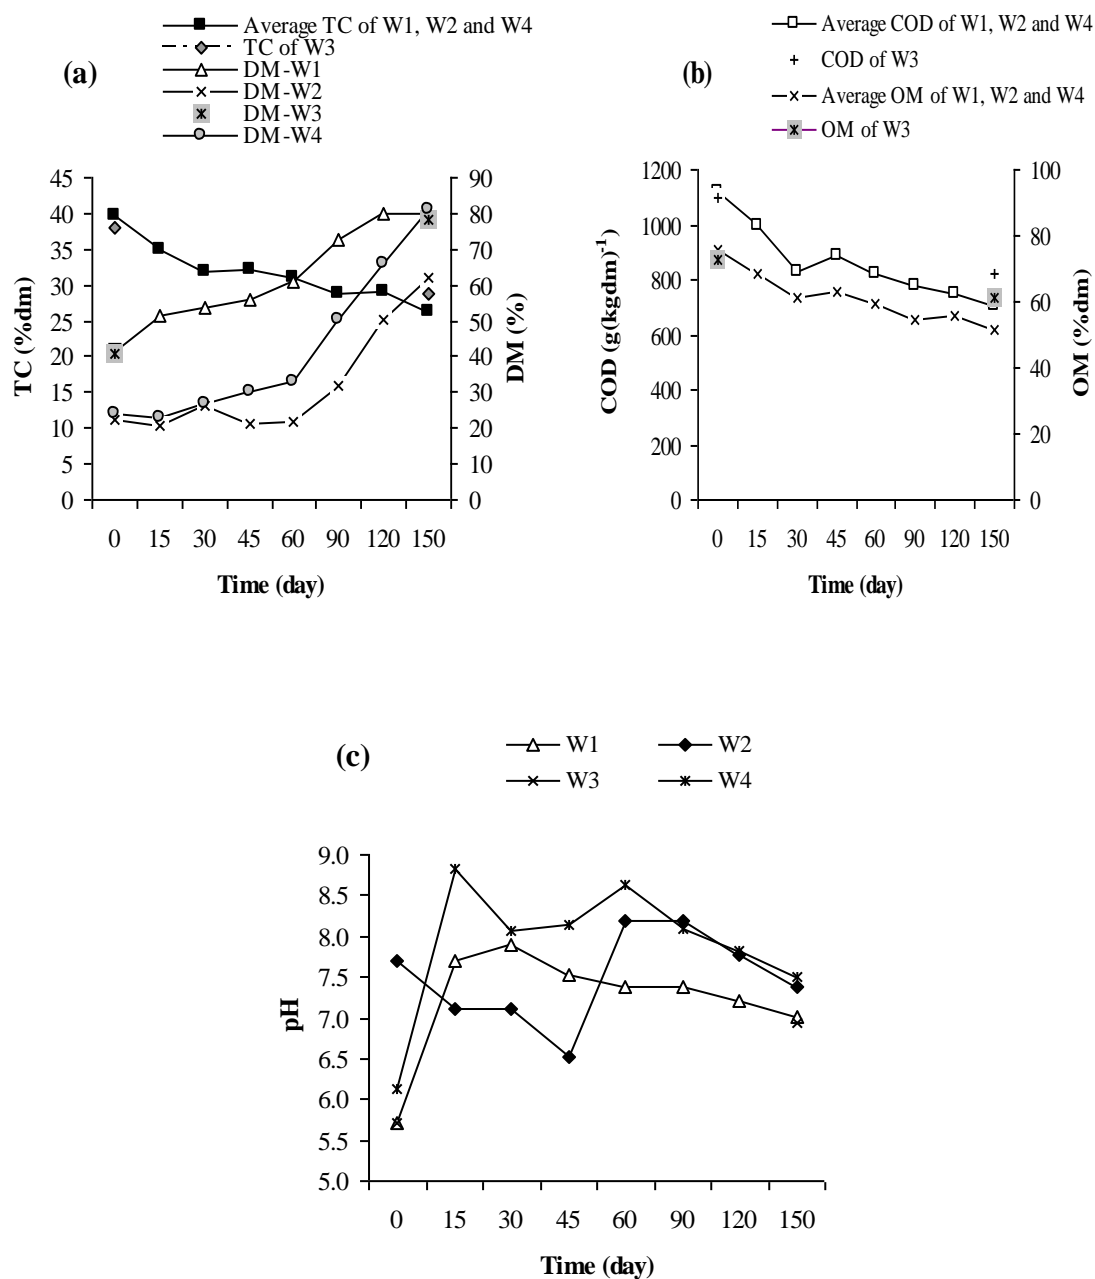 (a)
Average TC of W1, W2 and W4
TC of W3
DM-W1
DM-W2
DM-W3
DM-W4
TC (%dm)
45
40
35
30
25
20
15
10
5
0
90
80
70
60
50
40
30
20
10
0
DM (%)
0 15 30 45 60 90 120 150
Time (day)
(b)
Average COD of W1, W2 and W4
COD of W3
Average OM of W1, W2 and W4
OM of W3
COD (g(kgdm)-1)
1200
1000
800
600
400
200
0
100
80
60
40
20
0
OM (%dm)
0 15 30 45 60 90 120 150
Time (day)
(c)
W1 W2
W3 W4
pH
9.0
8.5
8.0
7.5
7.0
6.5
6.0
5.5
5.0
0 15 30 45 60 90 120 150
Time (day)